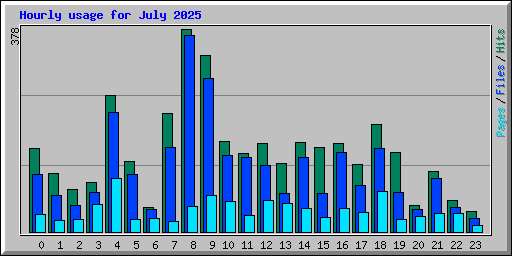 Hourly usage for July 2025
378
Pages / Files / Hits
0 1 2 3 4 5 6 7 8 9 10 11 12 13 14 15 16 17 18 19 20 21 22 23